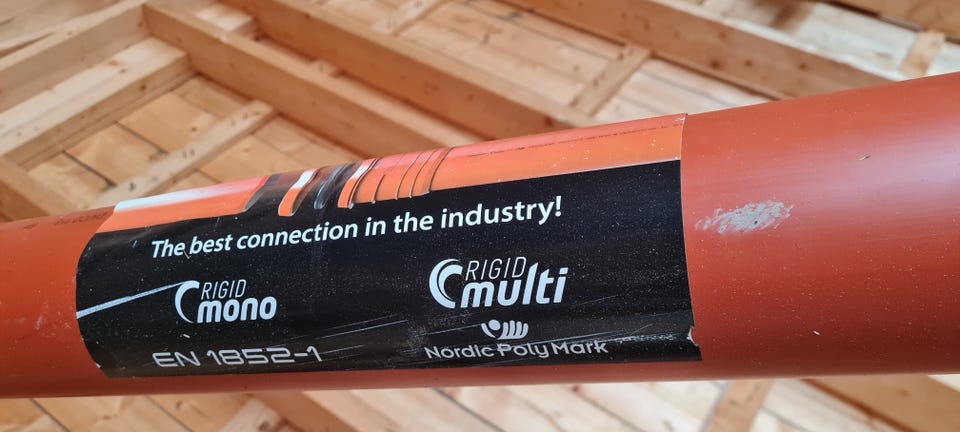 The best connection in the industry!
RIGID
mono
RIGID
multi
EN 1852-1
Nordic Poly Mark